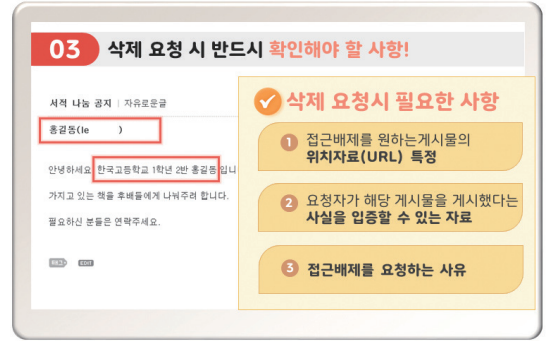 03 삭제 요청 시 반드시 확인해야 할 사항!
서적 나눔 공지 | 자유로운글
홍길동(le )
안녕하세요 한국고등학교 1학년 2반 홍길동 입니
가지고 있는 책을 후배들에게 나눠주려 합니다.
필요하신 분들은 연락주세요.
태그 EDIT
삭제 요청시 필요한 사항
1 접근배제를 원하는게시물의
위치자료(URL) 특정
2 요청자가 해당 게시물을 게시했다는
사실을 입증할 수 있는 자료
3 접근배제를 요청하는 사유